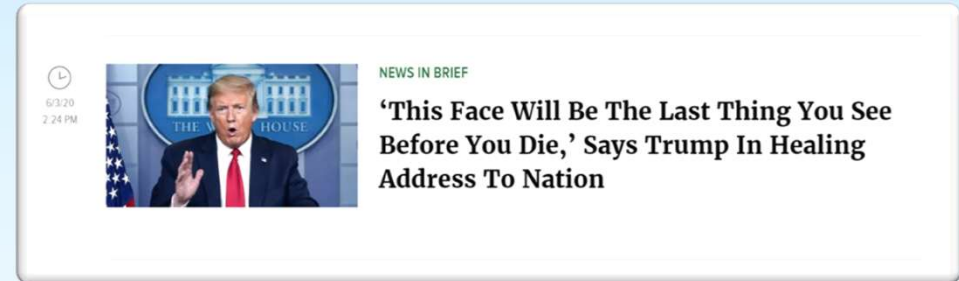 6/3/20
2:24 PM
THE W HOUSE
NEWS IN BRIEF
‘This Face Will Be The Last Thing You See
Before You Die,’ Says Trump In Healing
Address To Nation